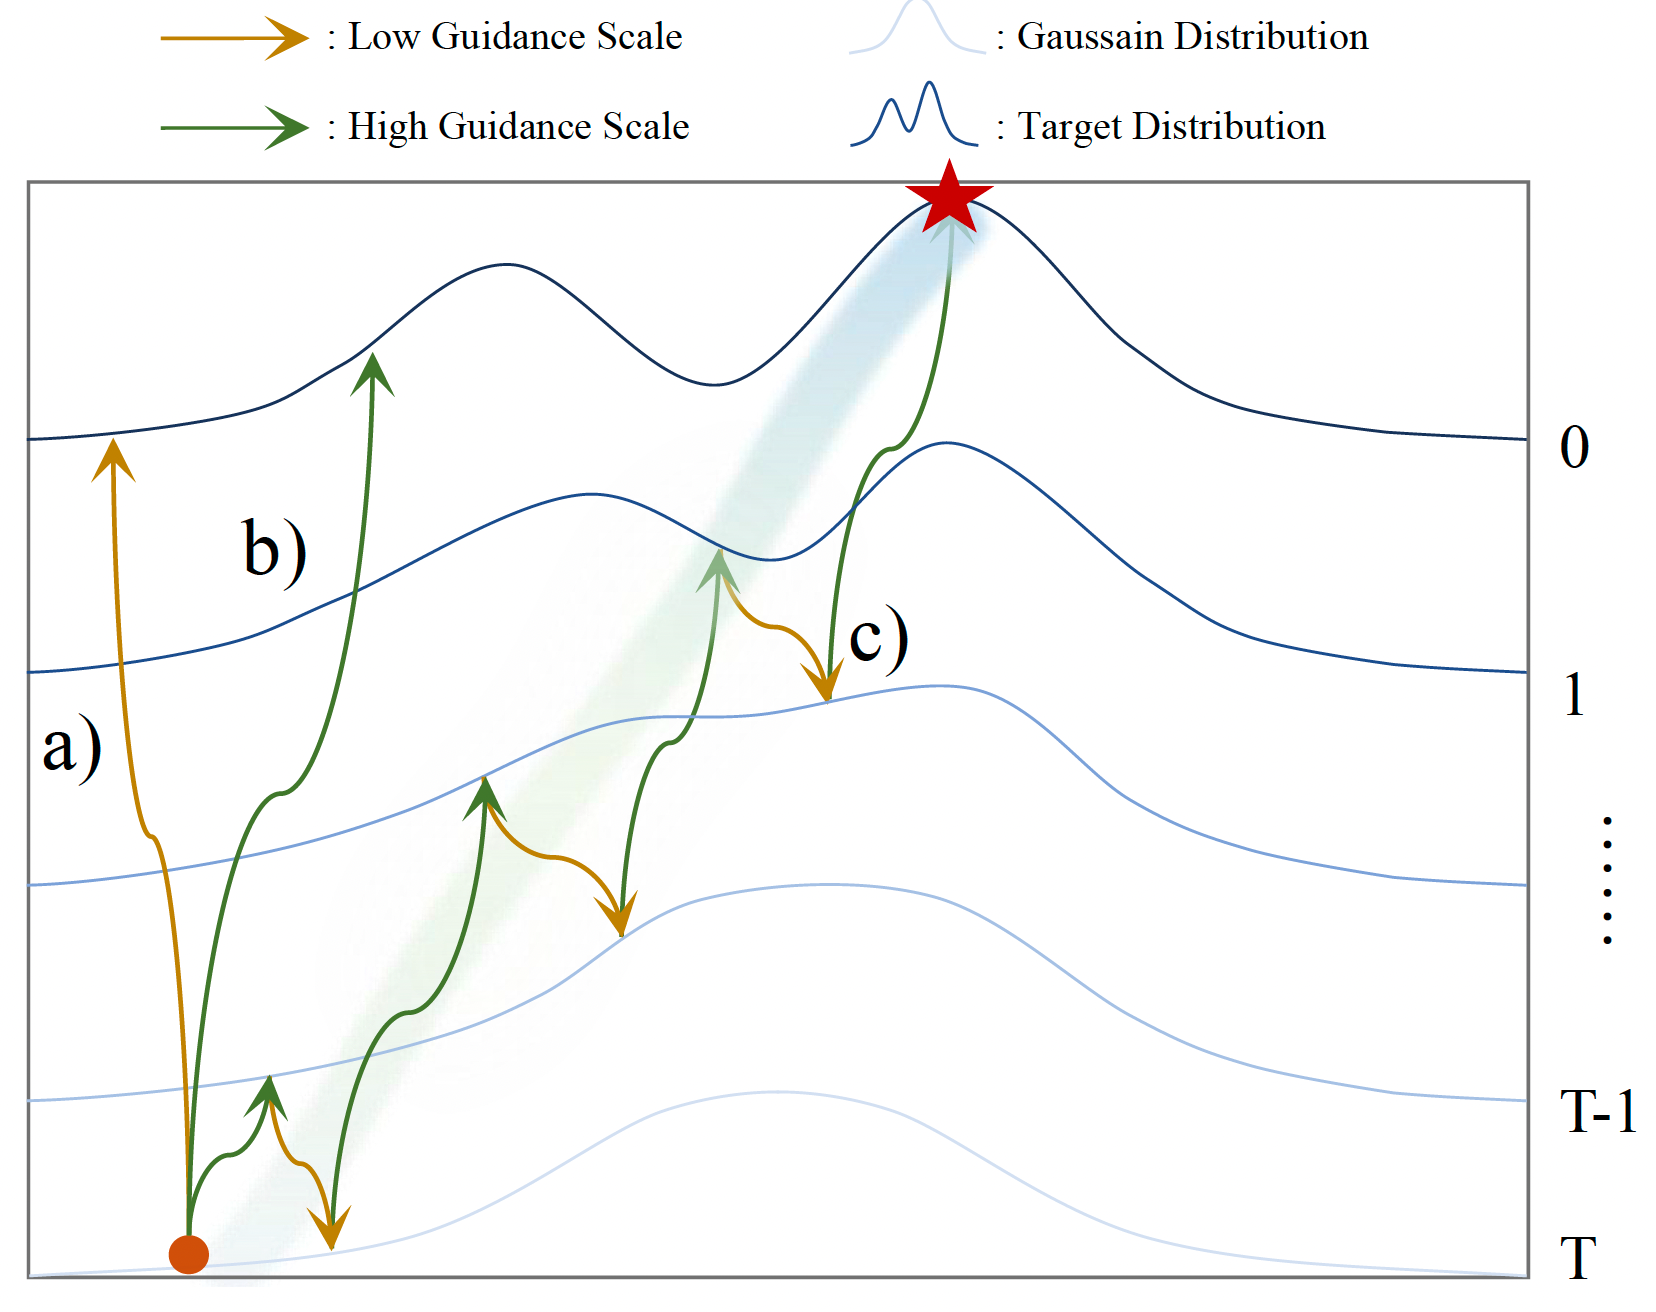 : Low Guidance Scale
: Gaussain Distribution
: High Guidance Scale
: Target Distribution
0
b)
c)
1
a)
T-1
T